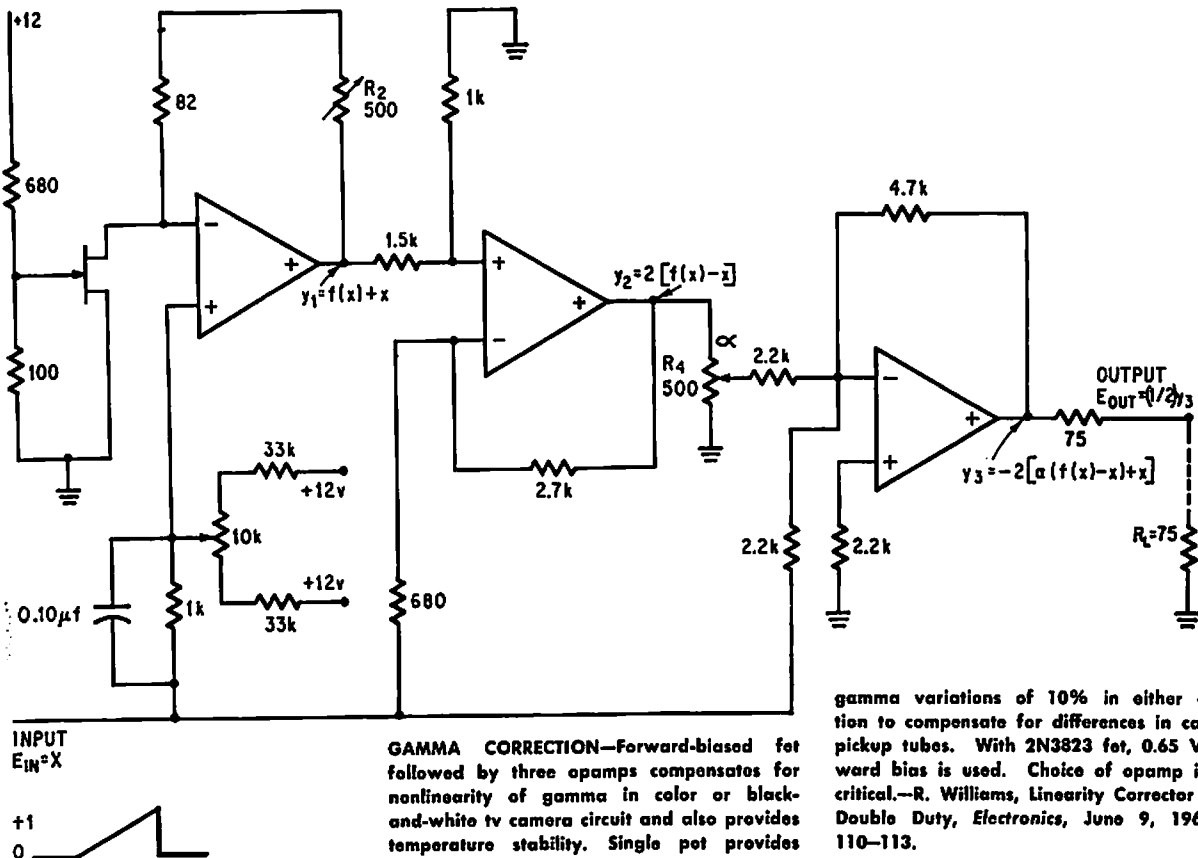 +12
82
R2
500
1k
680
4.7k
1.5k
y1=f(x)+x
y2=2[f(x)-x]
∝
R4
500
2.2k
OUTPUT
EOUT=(1/2)y3
75
100
33k
+12v
2.7k
y3=-2[α(f(x)-x)+x]
10k
2.2k
2.2k
RL=75
+12v
0.10μf
1k
33k
680
INPUT
EIN=X
+1
0
GAMMA CORRECTION—Forward-biased fet
followed by three opamps compensates for
nonlinearity of gamma in color or black-
and-white tv camera circuit and also provides
temperature stability. Single pot provides
gamma variations of 10% in either
tion to compensate for differences in
pickup tubes. With 2N3823 fet, 0.65 V
ward bias is used. Choice of opamp
critical.—R. Williams, Linearity Corrector
Double Duty, Electronics, June 9,
110–113.